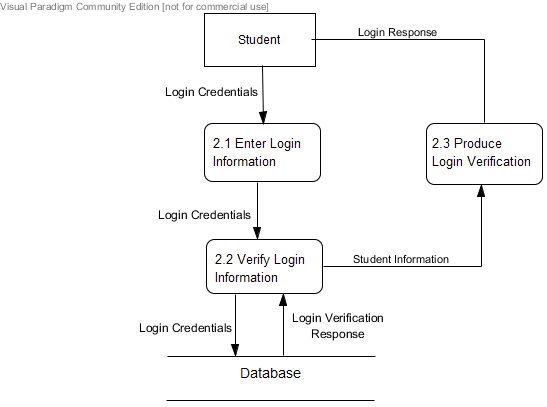 Visual Paradigm Community Edition [not for commercial use]
Student
Login Response
Login Credentials
2.1 Enter Login
Information
2.3 Produce
Login Verification
Login Credentials
2.2 Verify Login
Information
Student Information
Login Credentials
Login Verification
Response
Database